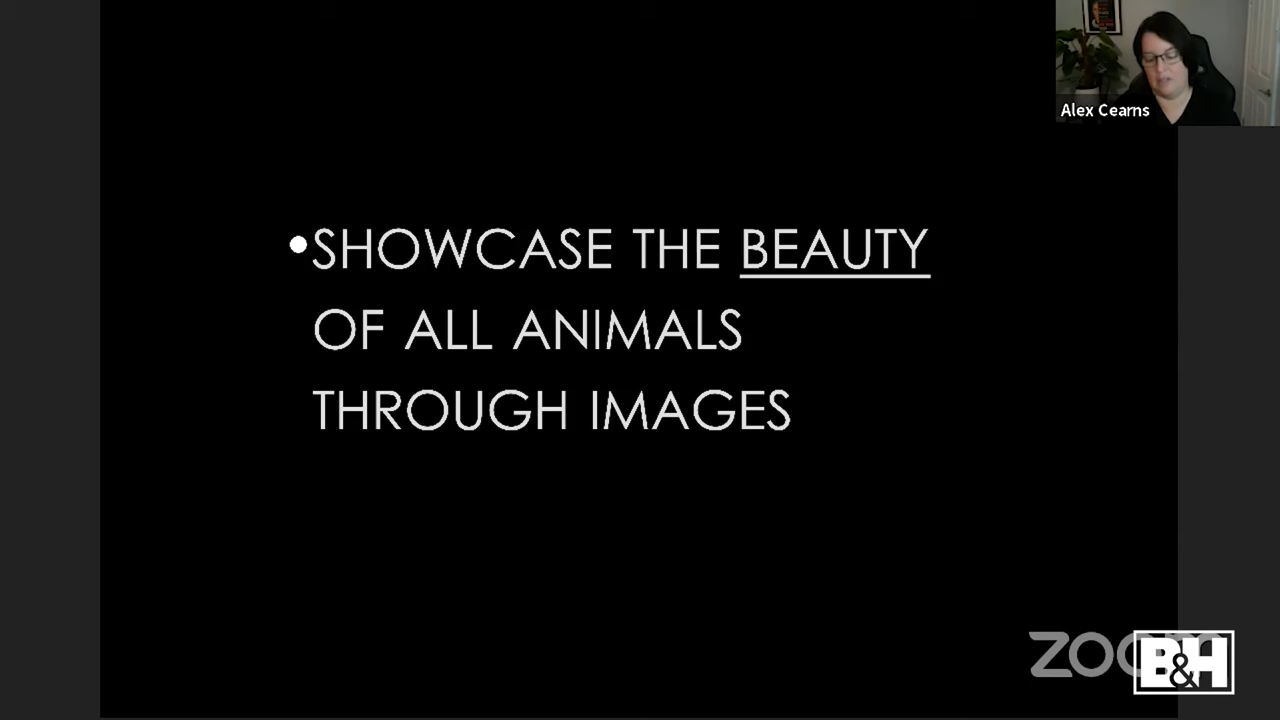 Alex Cearns
•SHOWCASE THE BEAUTY
OF ALL ANIMALS
THROUGH IMAGES
B&H